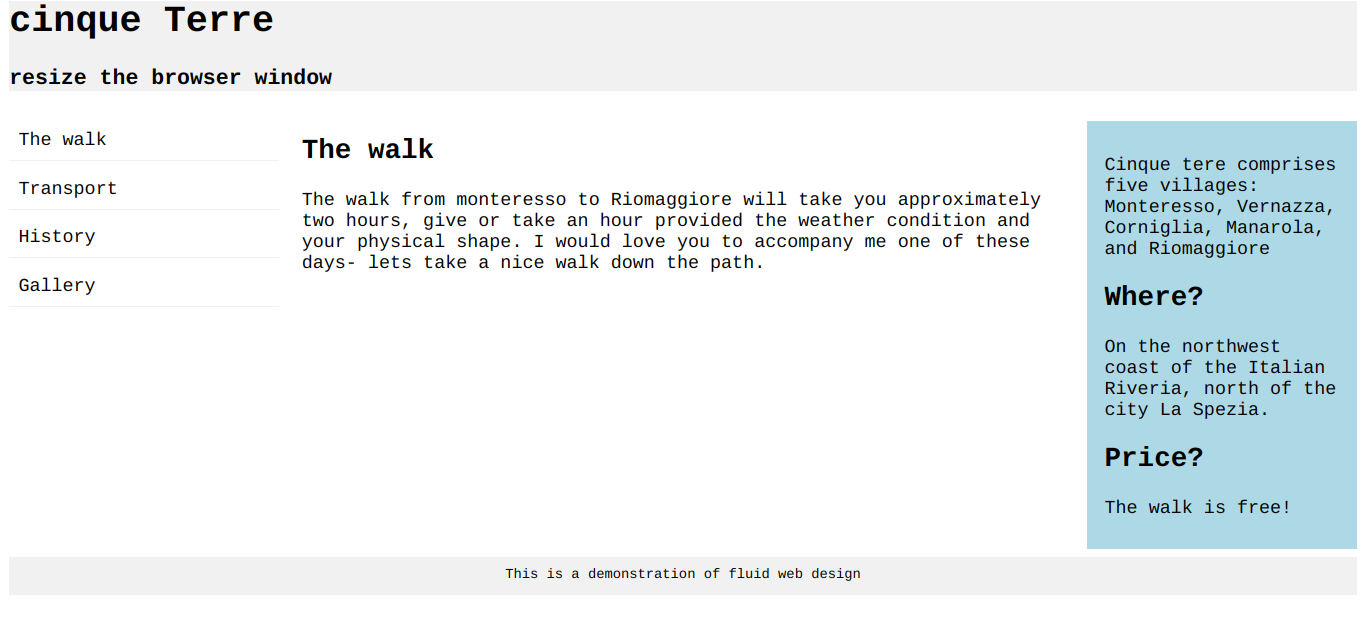 cinque Terre
resize the browser window
The walk
Transport
History
Gallery
The walk
The walk from monteresso to Riomaggiore will take you approximately
two hours, give or take an hour provided the weather condition and
your physical shape. I would love you to accompany me one of these
days- lets take a nice walk down the path.
Cinque tere comprises
five villages:
Monteresso, Vernazza,
Corniglia, Manarola,
and Riomaggiore
Where?
On the northwest
coast of the Italian
Riveria, north of the
city La Spezia.
Price?
The walk is free!
This is a demonstration of fluid web design